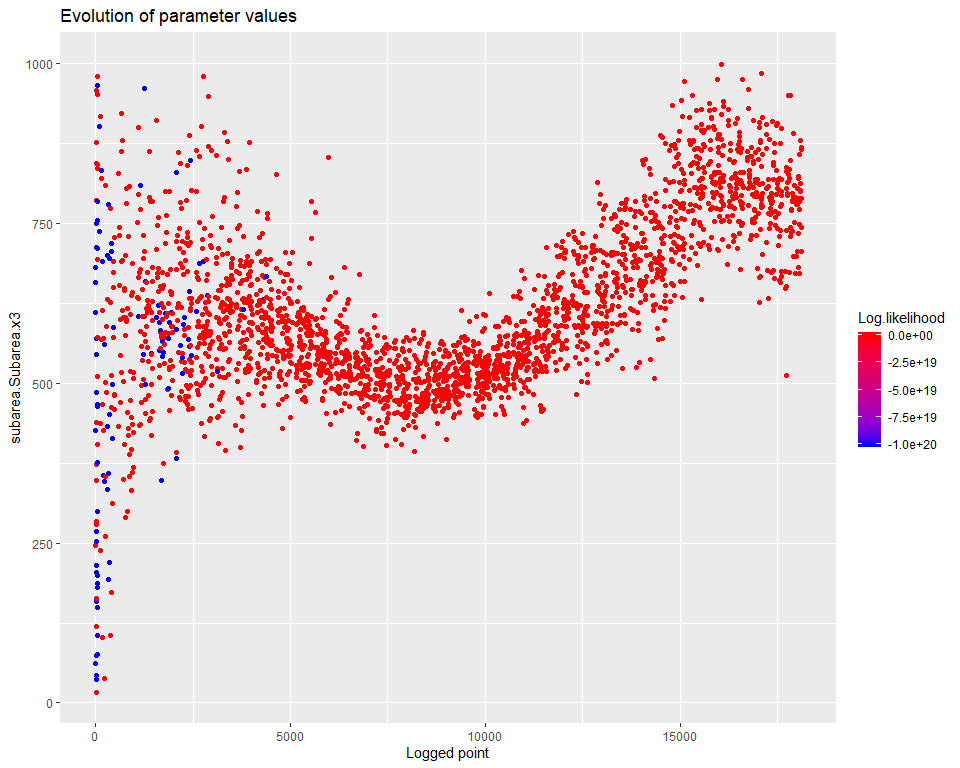 Evolution of parameter values
subarea.Subarea.x3
1000
750
500
250
0
0 5000 10000 15000
Logged point
Log.likelihood
0.0e+00
-2.5e+19
-5.0e+19
-7.5e+19
-1.0e+20